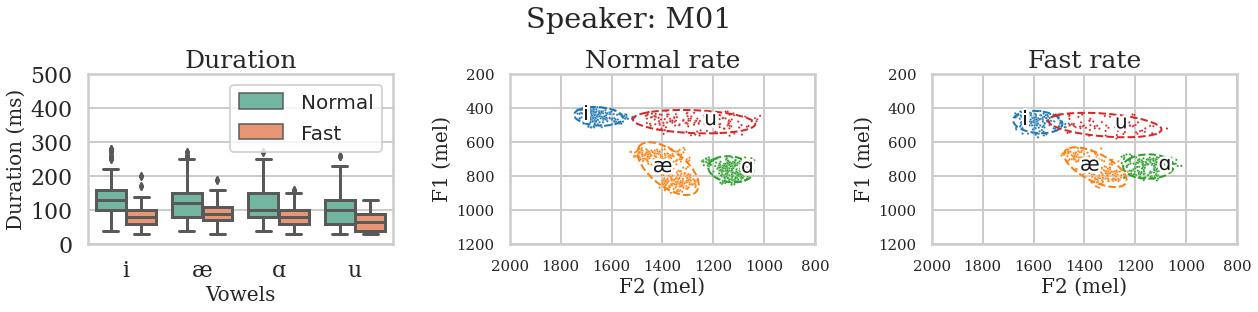 Speaker: M01
Duration
500
400
300
200
100
0
Duration (ms)
Normal
Fast
i æ ɑ u
Vowels
Normal rate
200
400
600
800
1000
1200
F1 (mel)
i
u
æ
ɑ
2000 1800 1600 1400 1200 1000 800
F2 (mel)
Fast rate
200
400
600
800
1000
1200
F1 (mel)
i
u
æ
ɑ
2000 1800 1600 1400 1200 1000 800
F2 (mel)